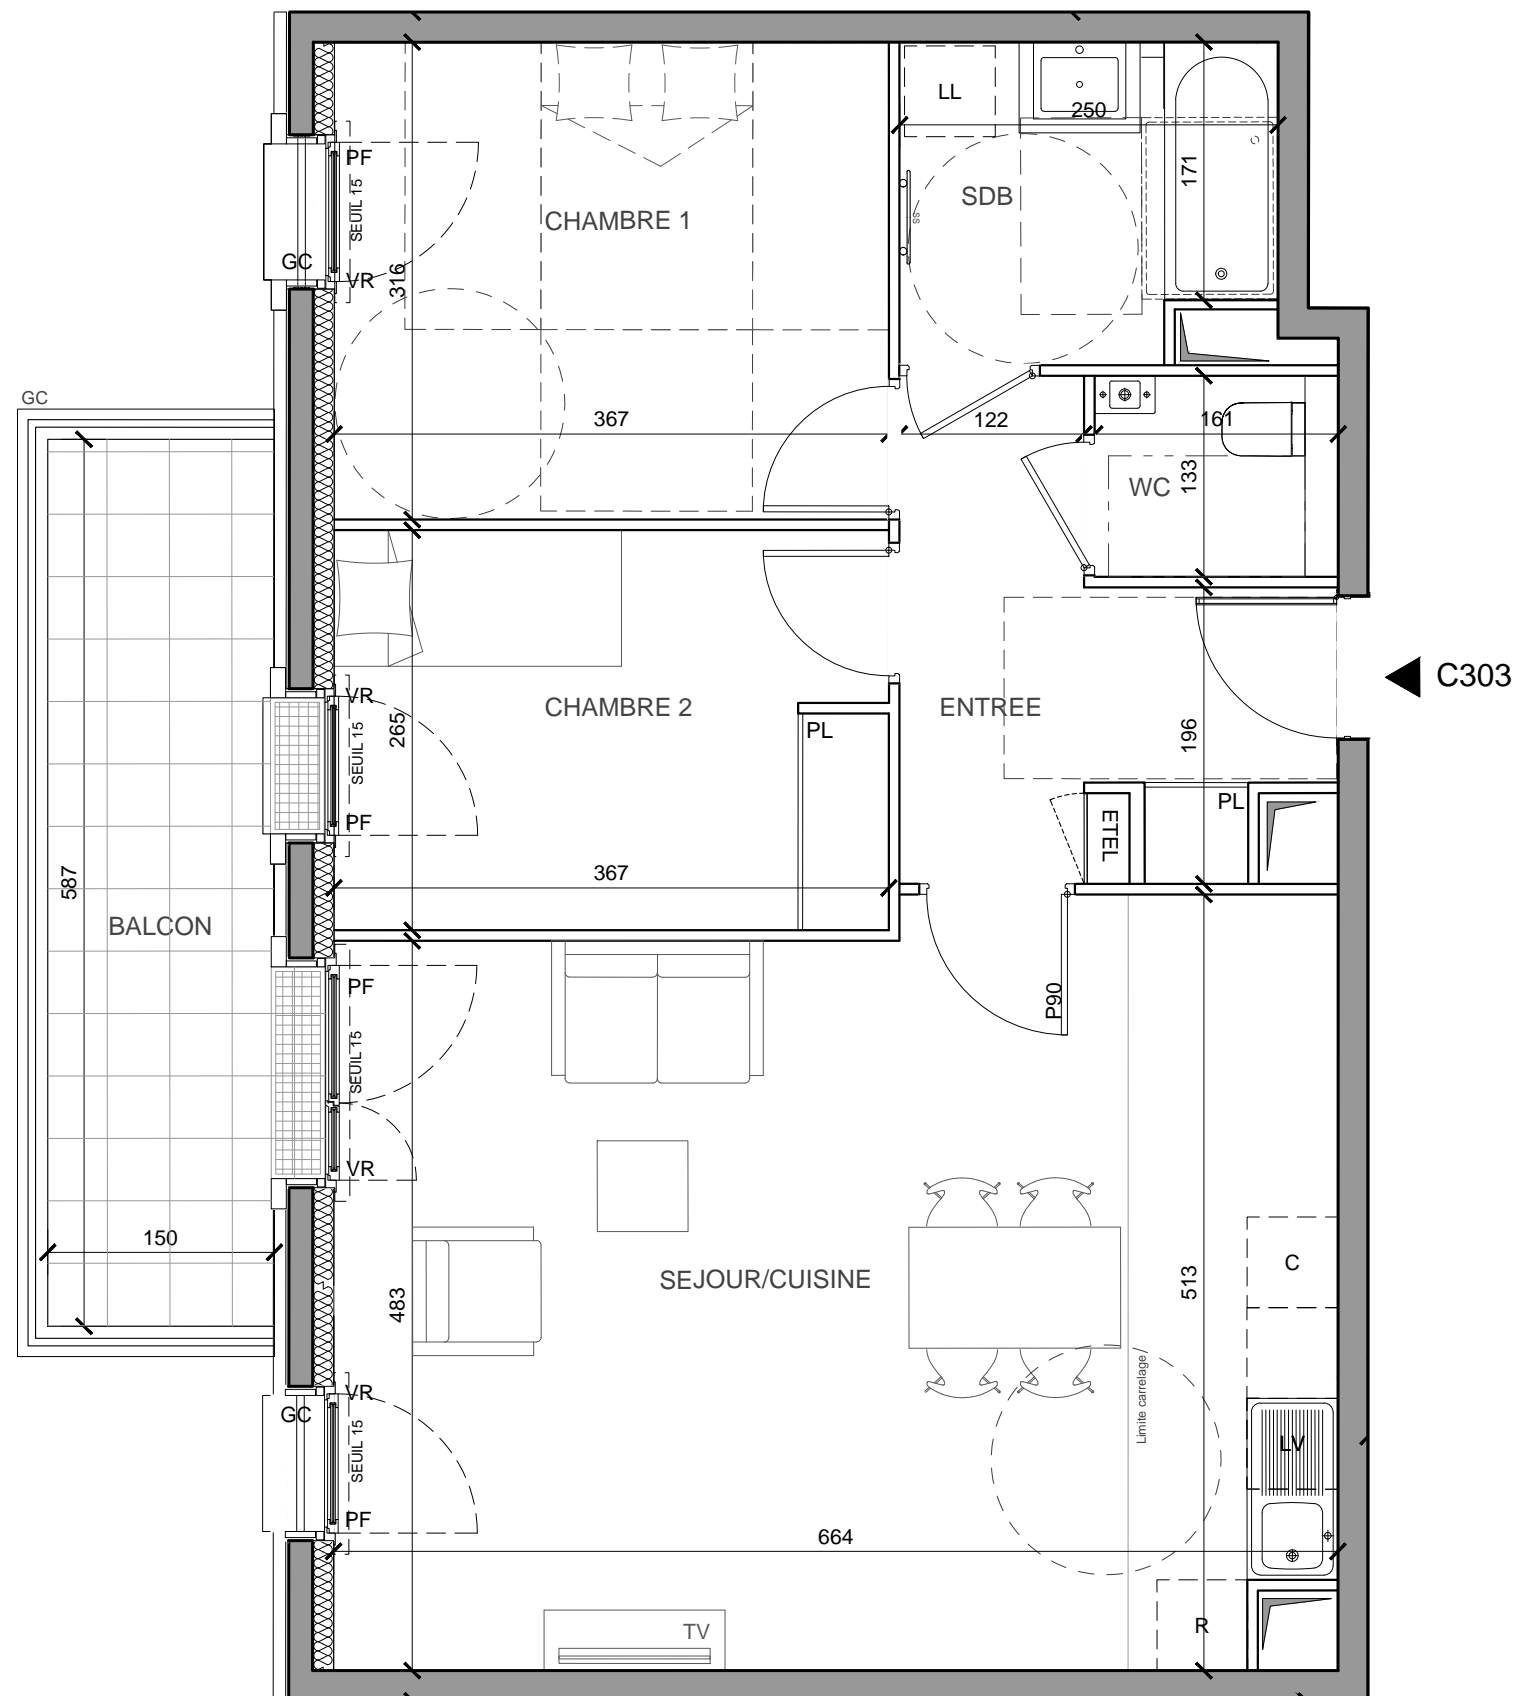 LL
250
PF
SEUIL 15
171
SDB
SS
CHAMBRE 1
GC
VR
316
GC
367
122
161
133
WC
C303
VR
CHAMBRE 2
ENTREE
265
SEUIL 15
PL
196
PF
PL
ETEL
587
367
BALCON
PF
P90
SEUIL 15
VR
150
C
SEJOUR/CUISINE
513
483
Limite carrelage
VR
GC
SEUIL 15
LV
PF
664
TV
R